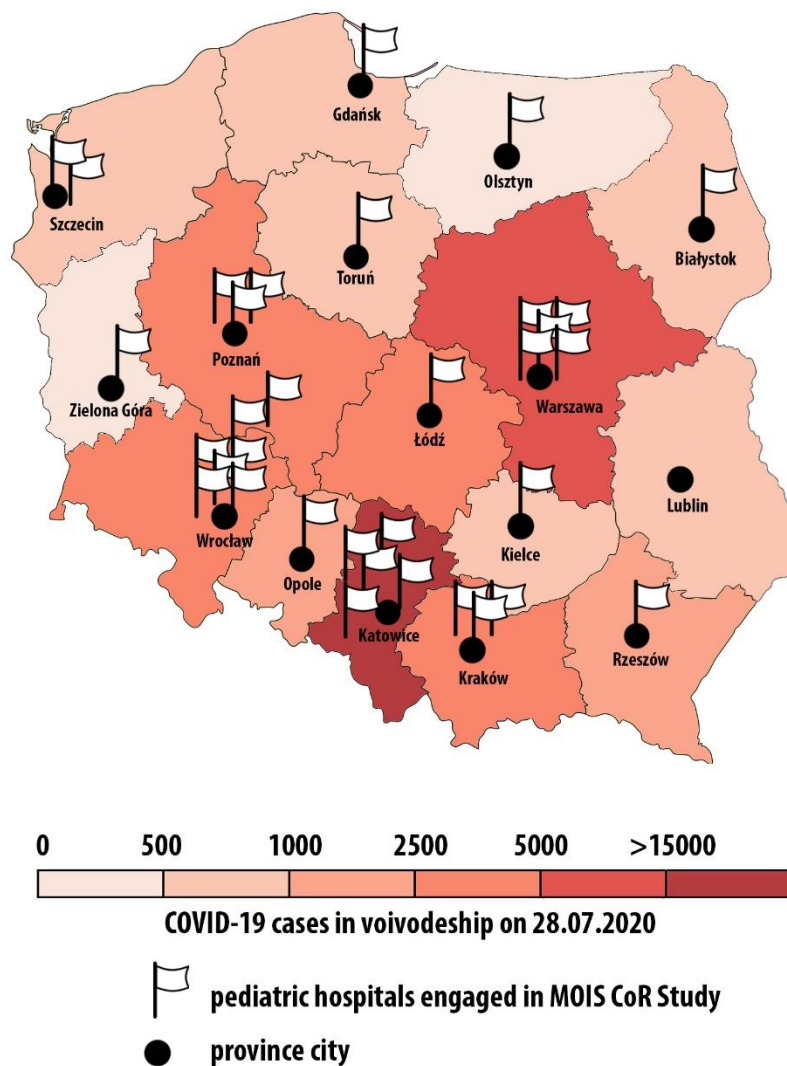 Gdańsk
Olsztyn
Szczecin
Białystok
Toruń
Poznań
Zielona Góra
Warszawa
Łódź
Lublin
Wrocław
Kielce
Opole
Katowice
Rzeszów
Kraków
0 500 1000 2500 5000 >15000
COVID-19 cases in voivodeship on 28.07.2020
pediatric hospitals engaged in MOIS CoR Study
province city